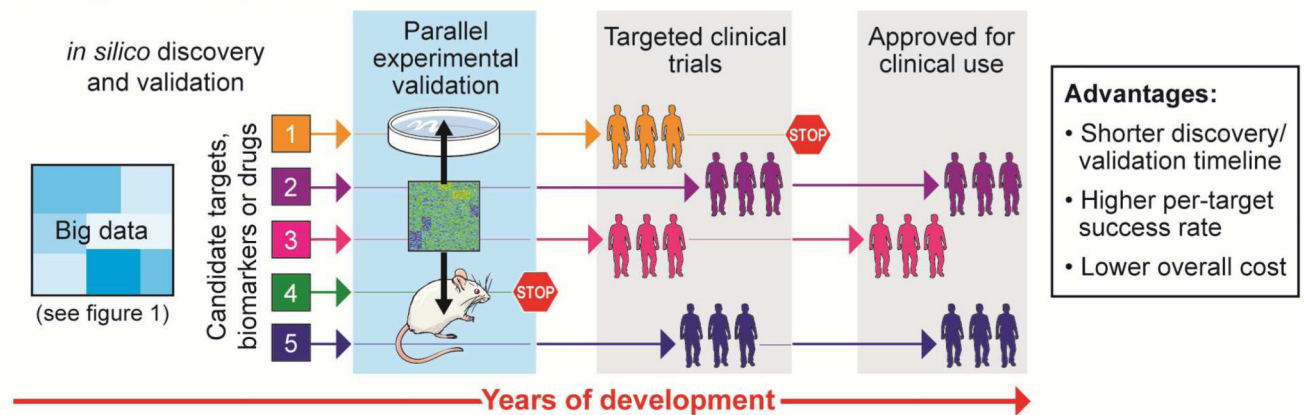 in silico discovery
and validation
Parallel
experimental
validation
Targeted clinical
trials
Approved for
clinical use
Big data
(see figure 1)
Candidate targets,
biomarkers or drugs
1
2
3
4
5
STOP
STOP
Advantages:
• Shorter discovery/
validation timeline
• Higher per-target
success rate
• Lower overall cost
Years of development